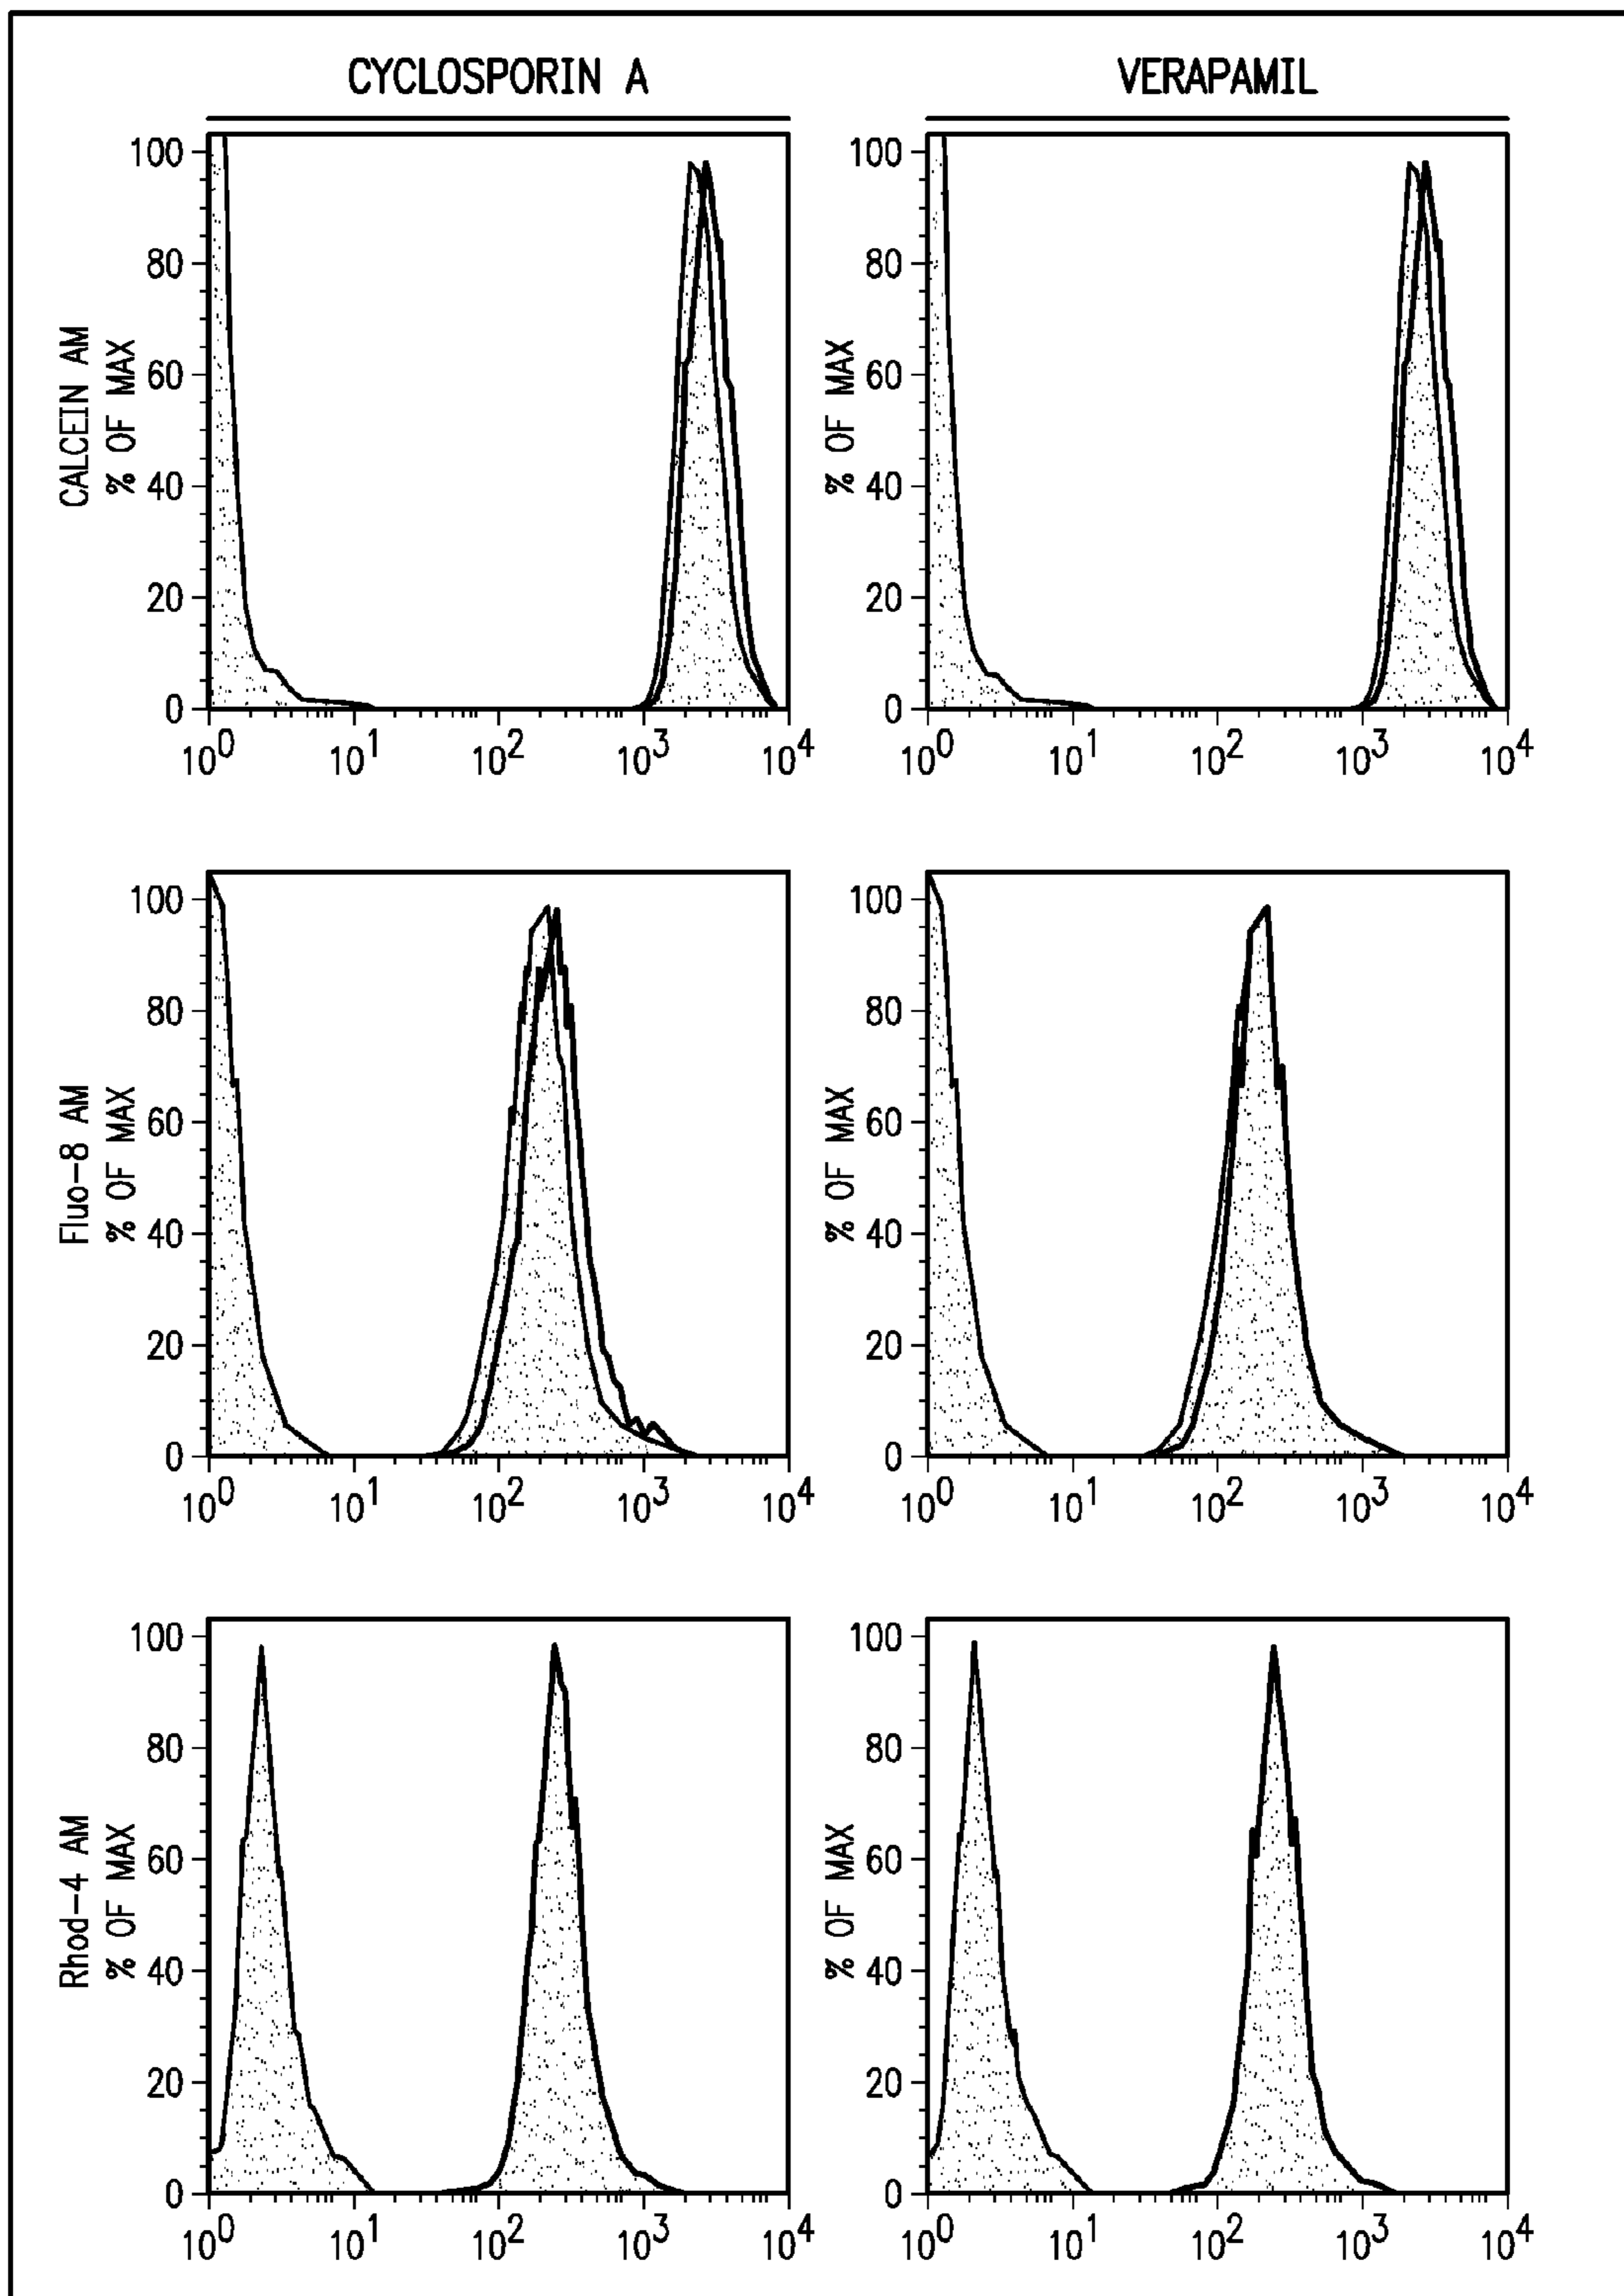 CYCLOSPORIN A VERAPAMIL
CALCEIN AM
% OF MAX
100
80
60
40
20
0
10^0 10^1 10^2 10^3 10^4
% OF MAX
100
80
60
40
20
0
10^0 10^1 10^2 10^3 10^4
Fluo-8 AM
% OF MAX
100
80
60
40
20
0
10^0 10^1 10^2 10^3 10^4
% OF MAX
100
80
60
40
20
0
10^0 10^1 10^2 10^3 10^4
Rhod-4 AM
% OF MAX
100
80
60
40
20
0
10^0 10^1 10^2 10^3 10^4
% OF MAX
100
80
60
40
20
0
10^0 10^1 10^2 10^3 10^4